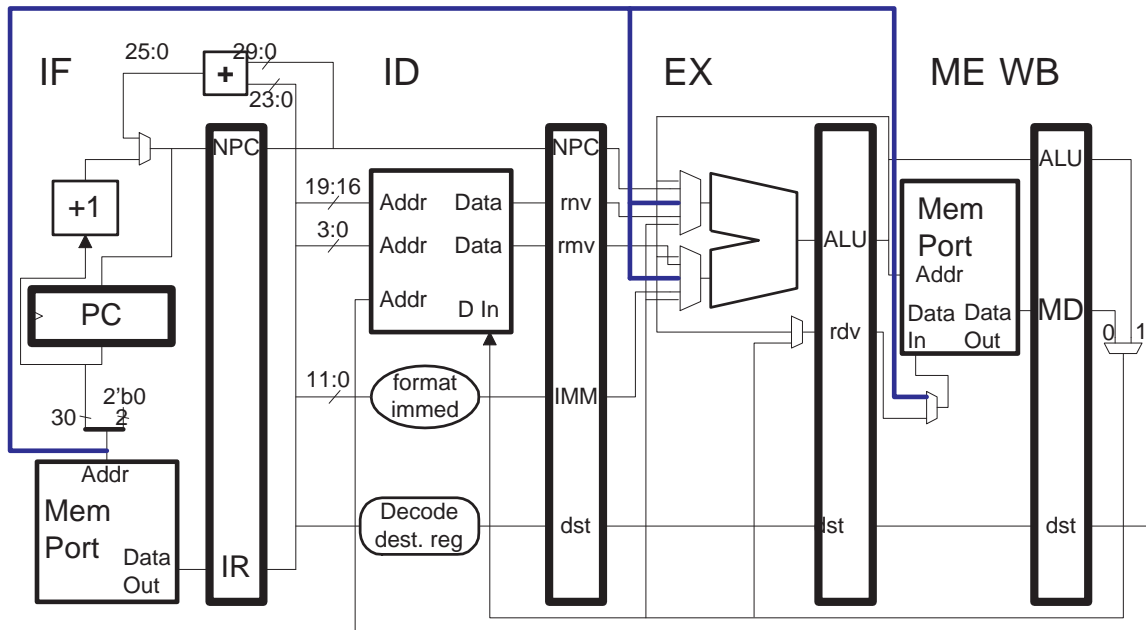 IF
ID
EX
ME WB
25:0
29:0
+
23:0
NPC
NPC
ALU
+1
19:16
Addr
Data
rnv
Mem
Port
3:0
Addr
Data
rmv
ALU
Addr
PC
Addr
D In
Data
In
Data
Out
MD
rdv
0
1
11:0
format
immed
IMM
2'b0
30
2
Addr
Mem
Port
Data
Out
IR
Decode
dest. reg
dst
dst
dst